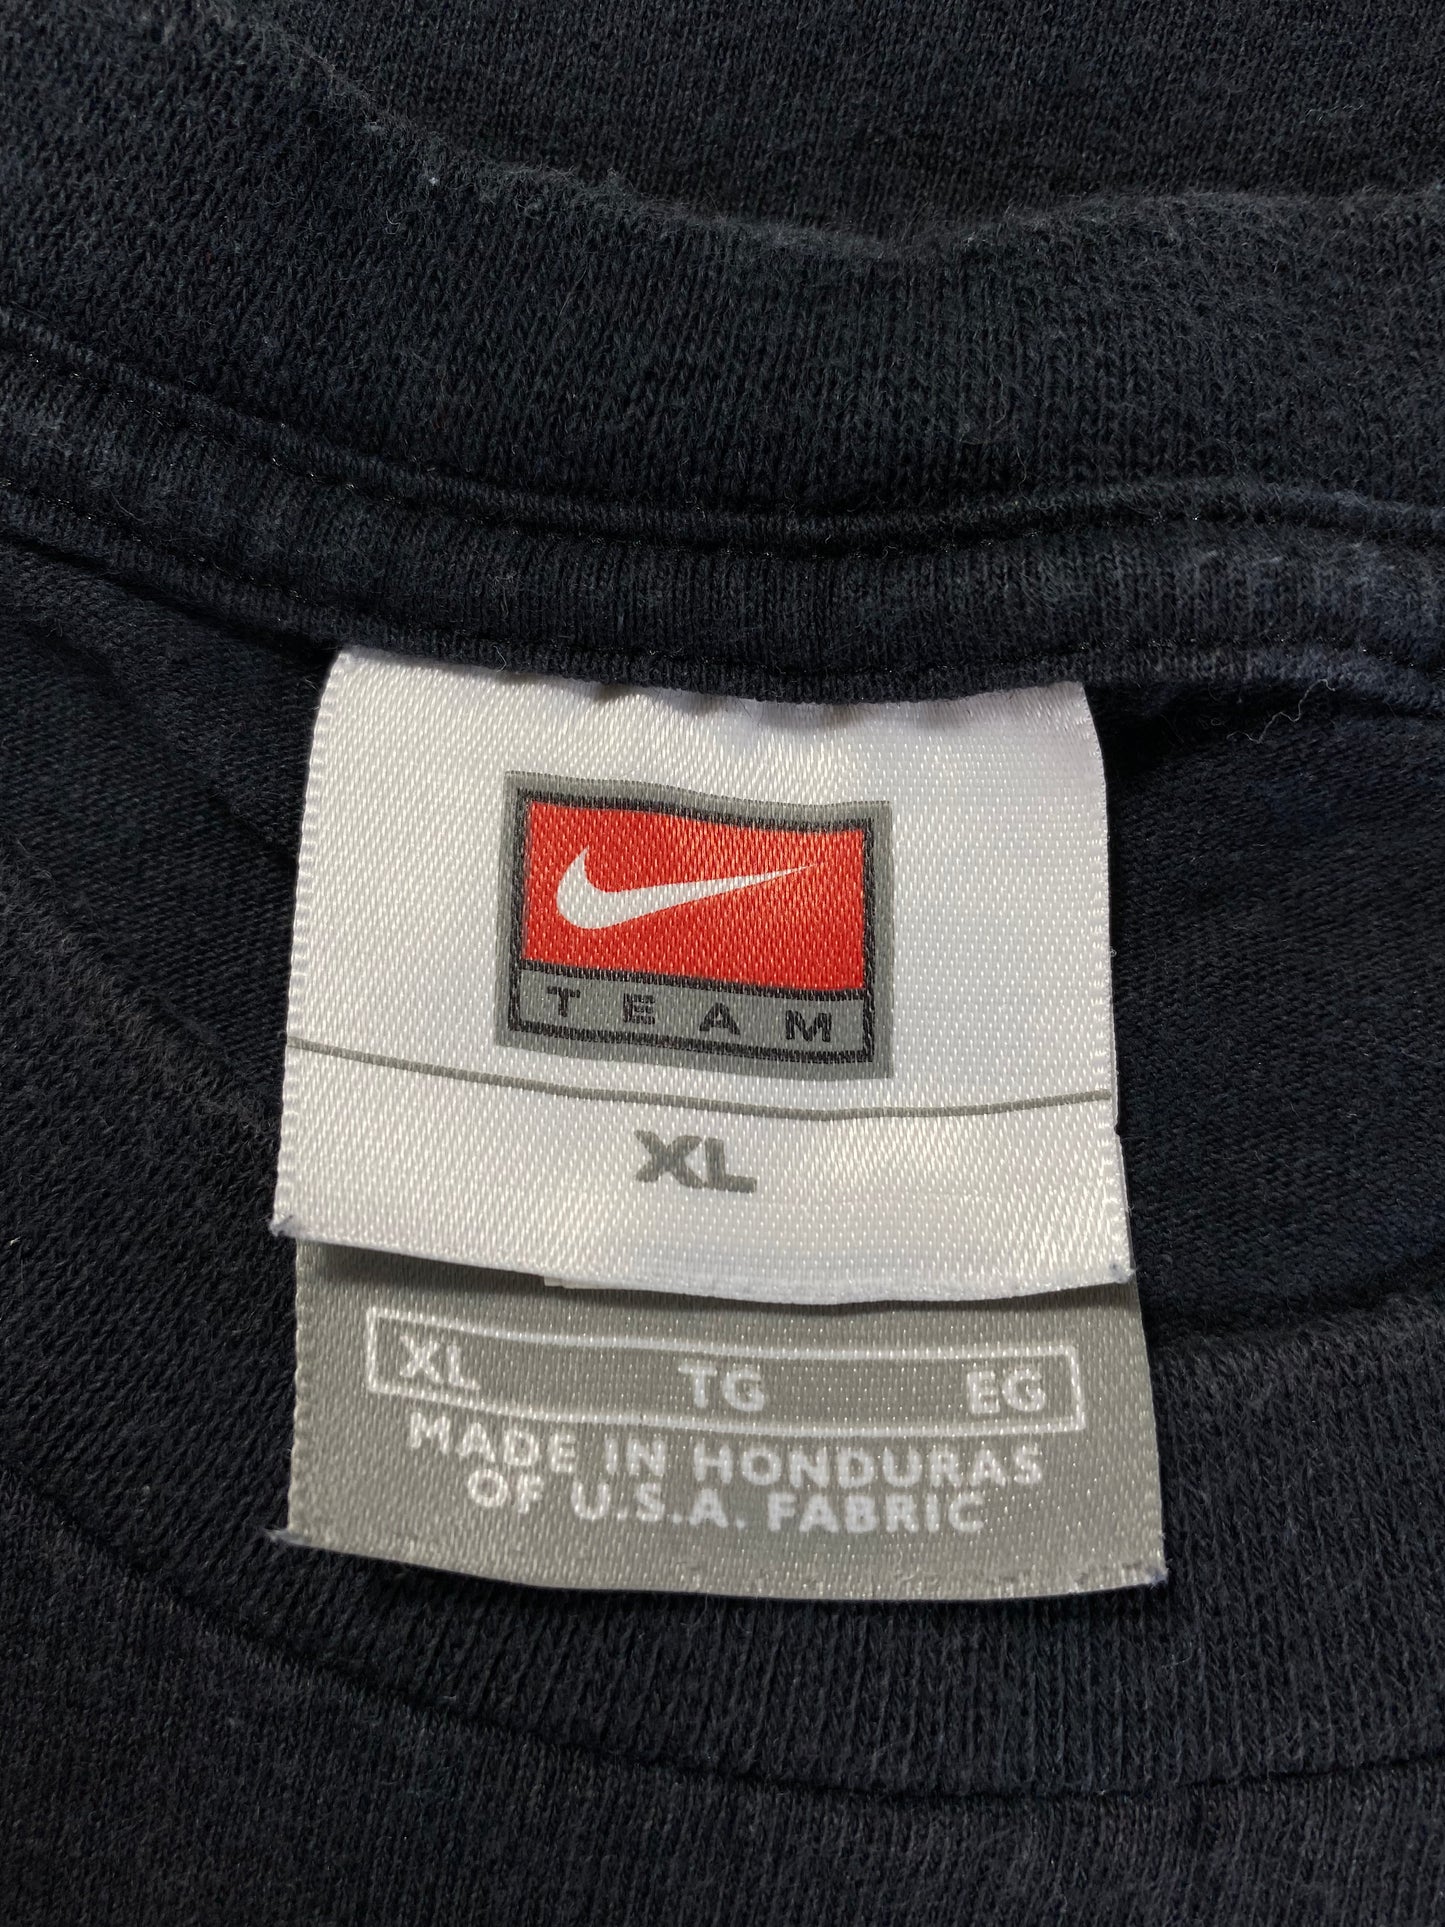 TEAM
XL
XL TG EG
MADE IN HONDURAS
OF U.S.A. FABRIC